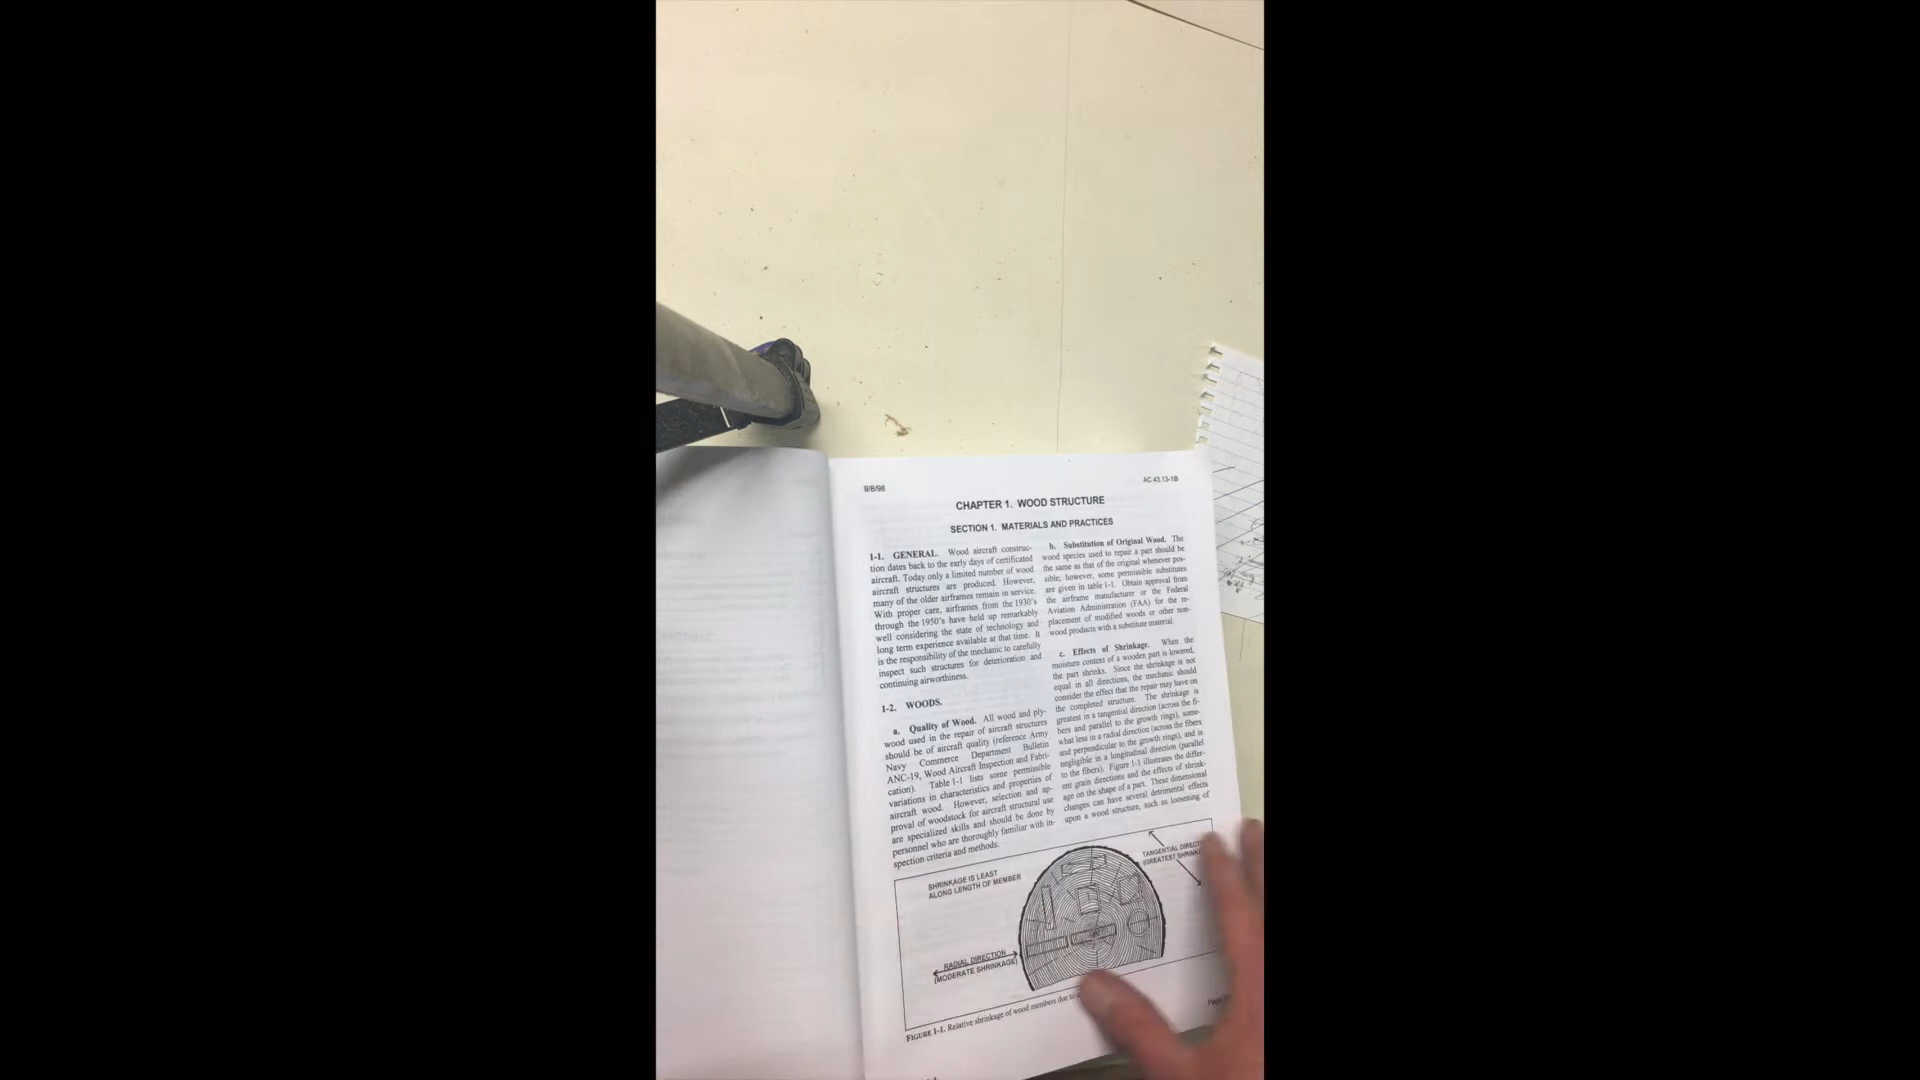 9/8/98
AC 43.13-1B
CHAPTER 1. WOOD STRUCTURE
SECTION 1. MATERIALS AND PRACTICES
1-1. GENERAL. Wood aircraft construc-
tion dates back to the early days of certificated
aircraft. Today only a limited number of wood
aircraft structures are produced. However,
many of the older airframes remain in service.
With proper care, airframes from the 1930's
through the 1950's have held up remarkably
well considering the state of technology and
long term experience available at that time. It
is the responsibility of the mechanic to carefully
inspect such structures for deterioration and
continuing airworthiness.
1-2. WOODS.
a. Quality of Wood. All wood and ply-
wood used in the repair of aircraft structures
should be of aircraft quality (reference Army
Navy Commerce Department Bulletin
ANC-19, Wood Aircraft Inspection and Fabri-
cation). Table 1-1 lists some permissible
variations in characteristics and properties of
aircraft wood. However, selection and ap-
proval of woodstock for aircraft structural use
are specialized skills and should be done by
personnel who are thoroughly familiar with in-
spection criteria and methods.
b. Substitution of Original Wood. The
wood species used to repair a part should be
the same as that of the original whenever pos-
sible; however, some permissible substitutes
are given in table 1-1. Obtain approval from
the airframe manufacturer or the Federal
Aviation Administration (FAA) for the re-
placement of modified woods or other non-
wood products with a substitute material.
c. Effects of Shrinkage. When the
moisture content of a wooden part is lowered,
the part shrinks. Since the shrinkage is not
equal in all directions, the mechanic should
consider the effect that the repair may have on
the completed structure. The shrinkage is
greatest in a tangential direction (across the fi-
bers and parallel to the growth rings), some-
what less in a radial direction (across the fibers
and perpendicular to the growth rings), and is
negligible in a longitudinal direction (parallel
to the fibers). Figure 1-1 illustrates the differ-
ent grain directions and the effects of shrink-
age on the shape of a part. These dimensional
changes can have several detrimental effects
upon a wood structure, such as loosening of
SHRINKAGE IS LEAST
ALONG LENGTH OF MEMBER
TANGENTIAL DIRECT
(GREATEST SHRINK
RADIAL DIRECTION
(MODERATE SHRINKAGE)
FIGURE 1-1. Relative shrinkage of wood members due to
Page